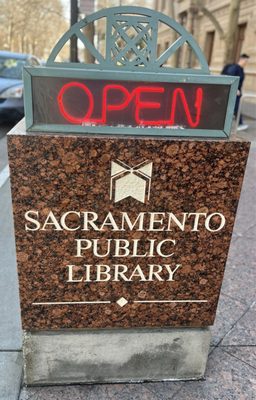 OPEN
SACRAMENTO
PUBLIC
LIBRARY